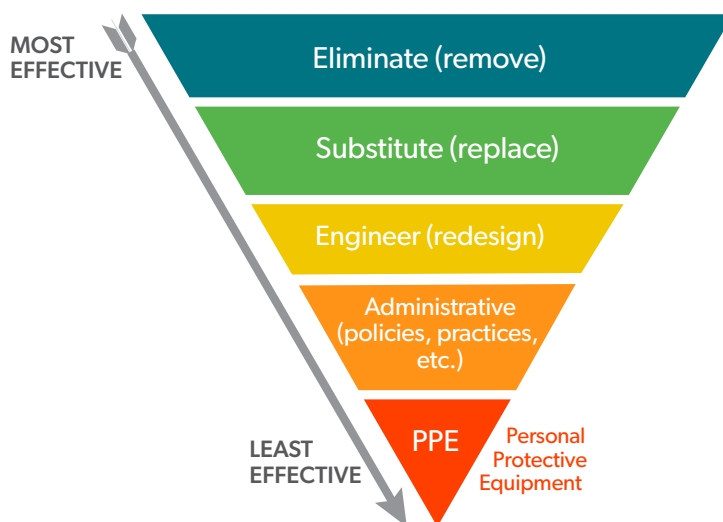 MOST
EFFECTIVE
Eliminate (remove)
Substitute (replace)
Engineer (redesign)
Administrative
(policies, practices,
etc.)
PPE
Personal
Protective
Equipment
LEAST
EFFECTIVE